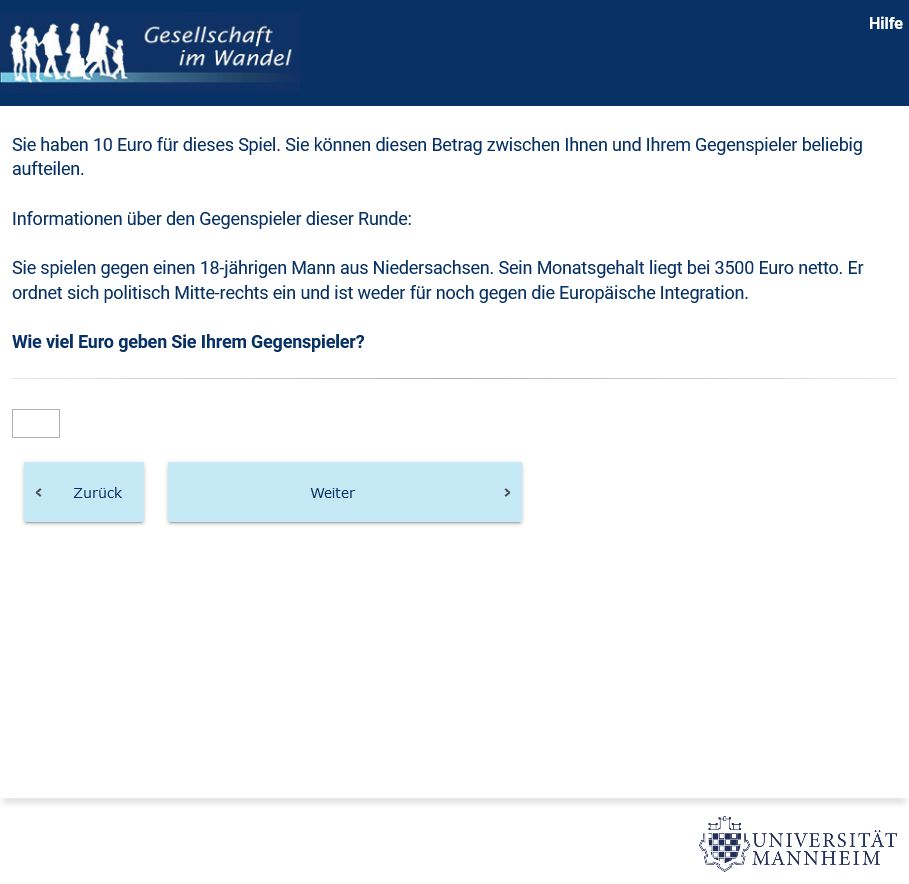 Gesellschaft
im Wandel
Hilfe
Sie haben 10 Euro für dieses Spiel. Sie können diesen Betrag zwischen Ihnen und Ihrem Gegenspieler beliebig
aufteilen.
Informationen über den Gegenspieler dieser Runde:
Sie spielen gegen einen 18-jährigen Mann aus Niedersachsen. Sein Monatsgehalt liegt bei 3500 Euro netto. Er
ordnet sich politisch Mitte-rechts ein und ist weder für noch gegen die Europäische Integration.
Wie viel Euro geben Sie Ihrem Gegenspieler?
Zurück
Weiter
UNIVERSITÄT
MANNHEIM